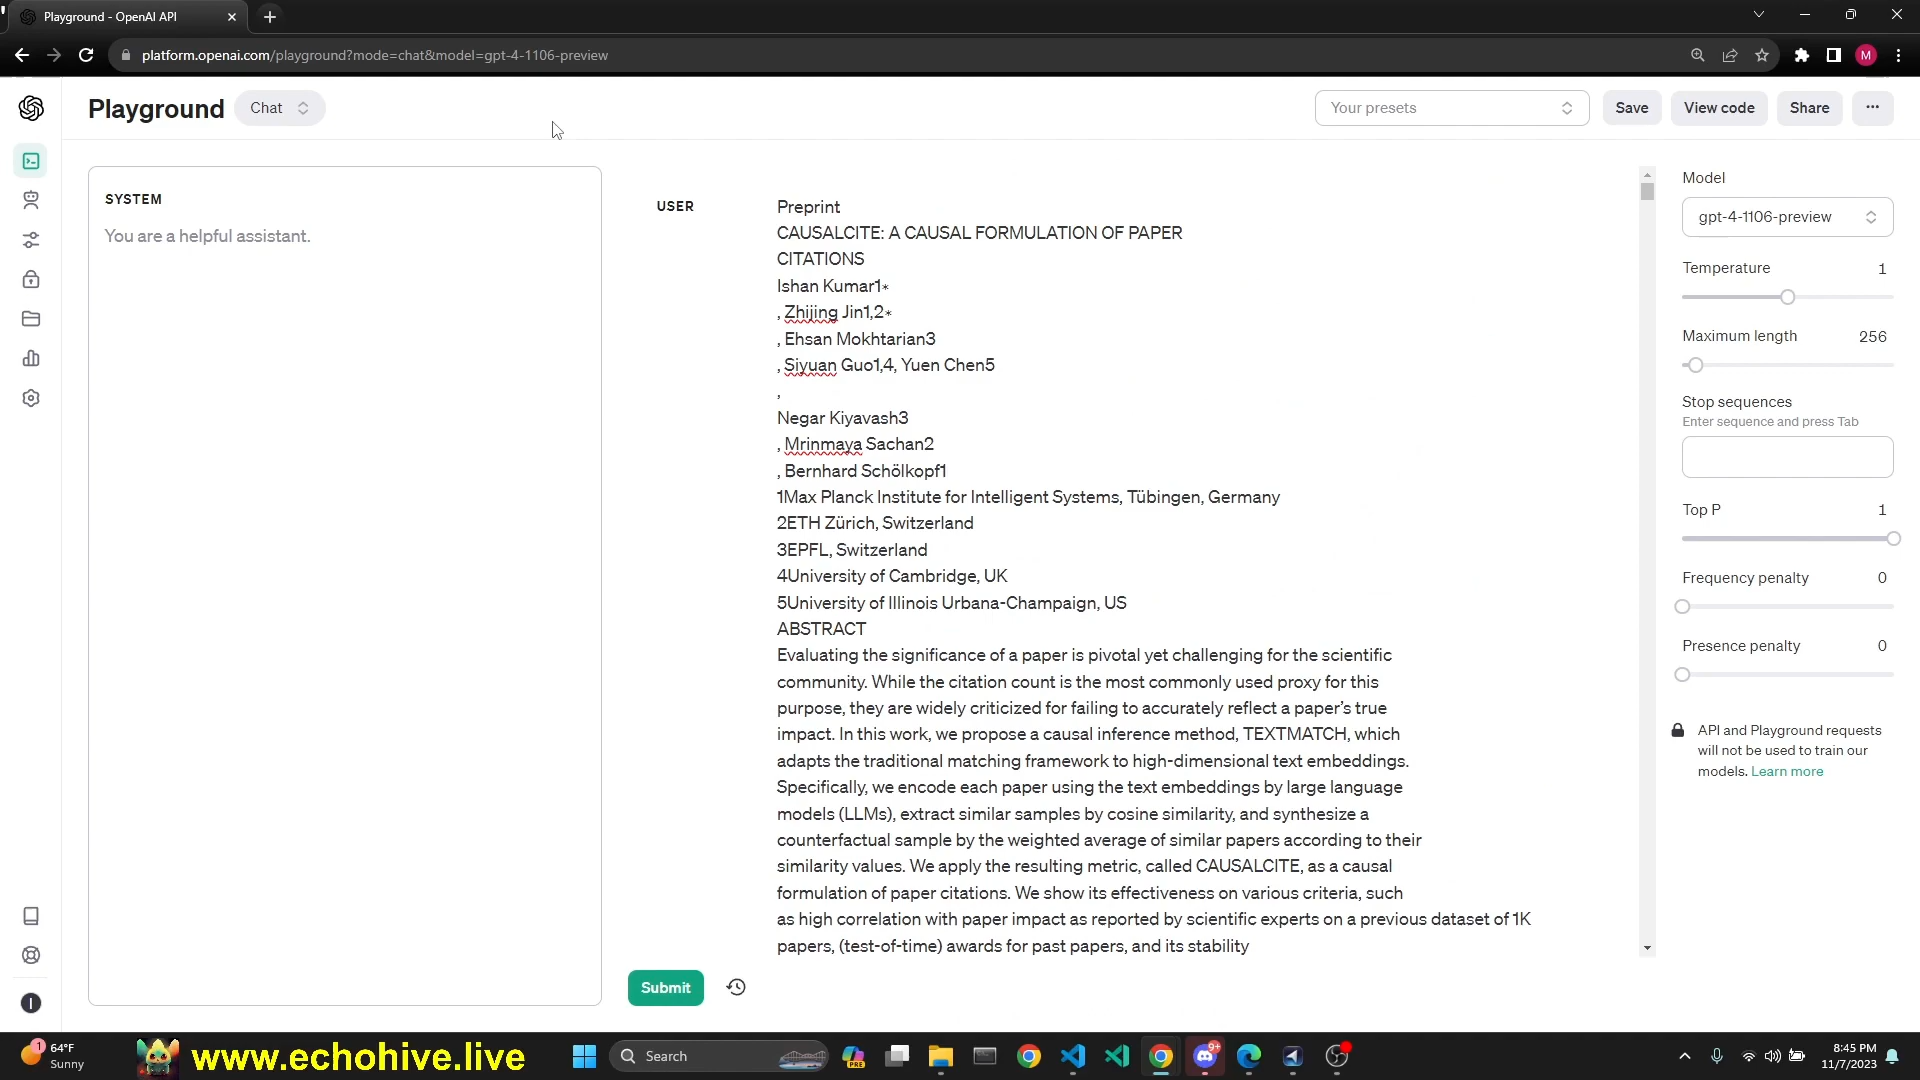 Playground - OpenAI API
platform.openai.com/playground?mode=chat&model=gpt-4-1106-preview
M
Playground
Chat
Your presets
Save
View code
Share
SYSTEM
You are a helpful assistant.
USER
Preprint
CAUSALCITE: A CAUSAL FORMULATION OF PAPER
CITATIONS
Ishan Kumar1∗
, Zhijing Jin1,2∗
, Ehsan Mokhtarian3
, Siyuan Guo1,4, Yuen Chen5
,
Negar Kiyavash3
, Mrinmaya Sachan2
, Bernhard Schölkopf1
1Max Planck Institute for Intelligent Systems, Tübingen, Germany
2ETH Zürich, Switzerland
3EPFL, Switzerland
4University of Cambridge, UK
5University of Illinois Urbana-Champaign, US
ABSTRACT
Evaluating the significance of a paper is pivotal yet challenging for the scientific
community. While the citation count is the most commonly used proxy for this
purpose, they are widely criticized for failing to accurately reflect a paper’s true
impact. In this work, we propose a causal inference method, TEXTMATCH, which
adapts the traditional matching framework to high-dimensional text embeddings.
Specifically, we encode each paper using the text embeddings by large language
models (LLMs), extract similar samples by cosine similarity, and synthesize a
counterfactual sample by the weighted average of similar papers according to their
similarity values. We apply the resulting metric, called CAUSALCITE, as a causal
formulation of paper citations. We show its effectiveness on various criteria, such
as high correlation with paper impact as reported by scientific experts on a previous dataset of 1K
papers, (test-of-time) awards for past papers, and its stability
Submit
Model
gpt-4-1106-preview
Temperature 1
Maximum length 256
Stop sequences
Enter sequence and press Tab
Top P 1
Frequency penalty 0
Presence penalty 0
API and Playground requests
will not be used to train our
models. Learn more
I
1
64°F
Sunny
www.echohive.live
Search
PRE
9+
8:45 PM
11/7/2023